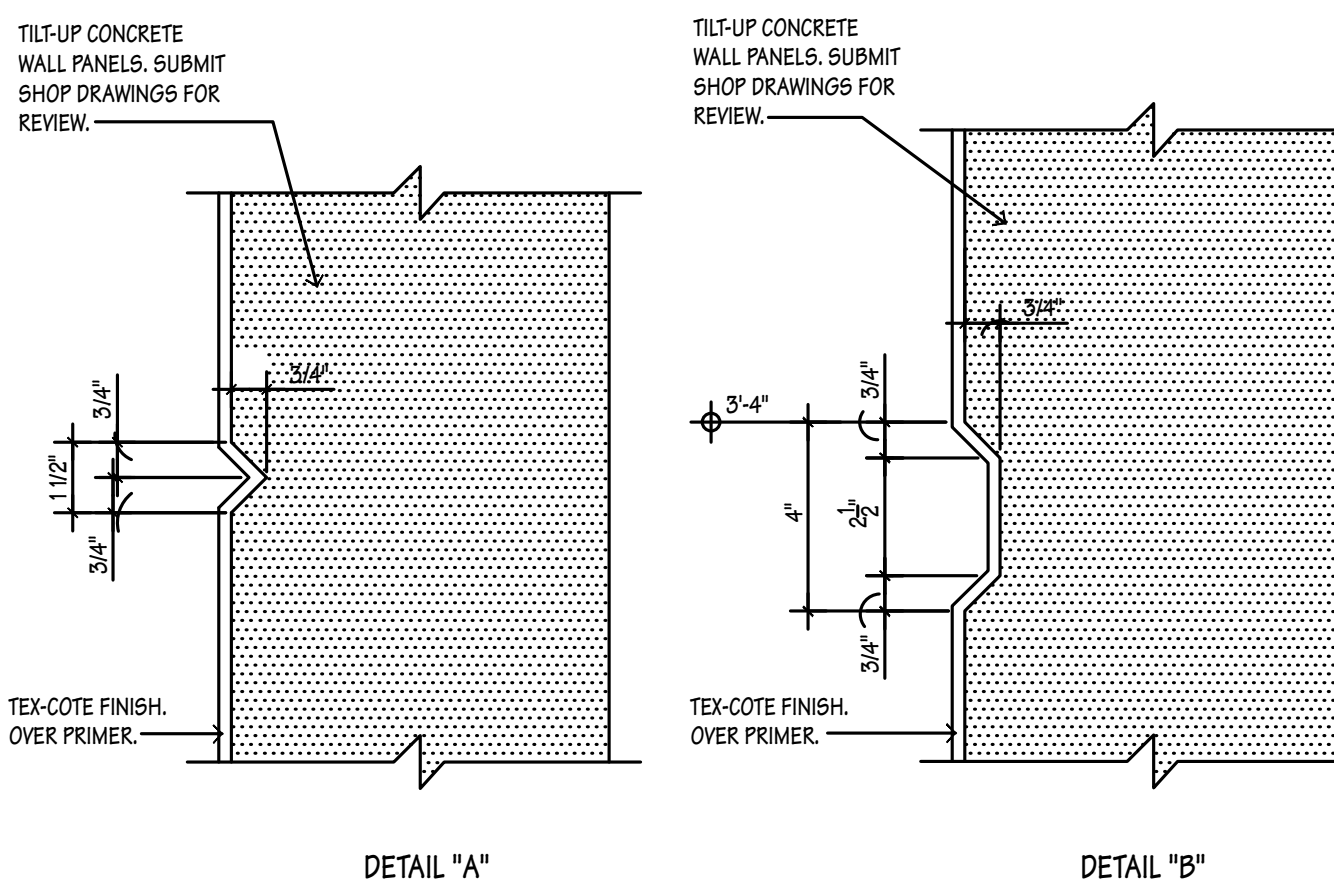 TILT-UP CONCRETE
WALL PANELS. SUBMIT
SHOP DRAWINGS FOR
REVIEW.
3/4"
3/4"
1 1/2"
3/4"
TEX-COTE FINISH.
OVER PRIMER.
DETAIL "A"
TILT-UP CONCRETE
WALL PANELS. SUBMIT
SHOP DRAWINGS FOR
REVIEW.
3/4"
3/4"
3'-4"
4"
2 1/2"
3/4"
TEX-COTE FINISH.
OVER PRIMER.
DETAIL "B"